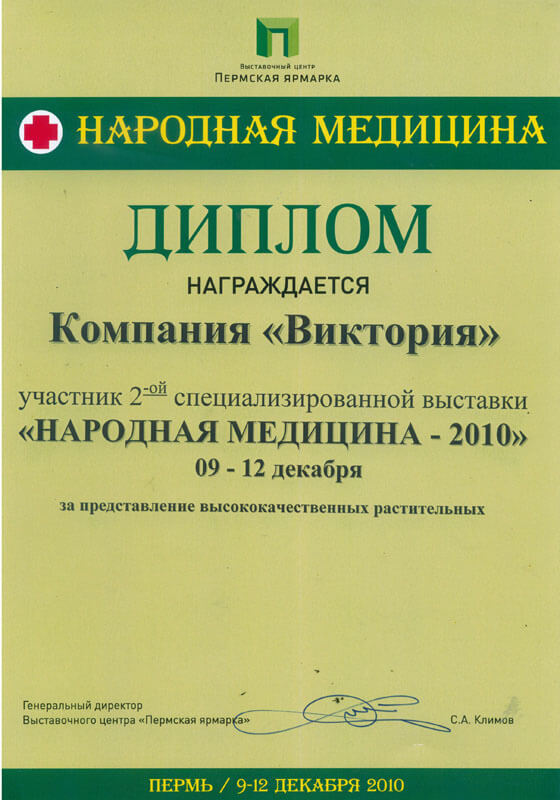 Выставочный центр
Пермская ярмарка
НАРОДНАЯ МЕДИЦИНА
ДИПЛОМ
НАГРАЖДАЕТСЯ
Компания «Виктория»
участник 2-ой специализированной выставки
«НАРОДНАЯ МЕДИЦИНА - 2010»
09 - 12 декабря
за представление высококачественных растительных
Генеральный директор
Выставочного центра «Пермская ярмарка»
С.А. Климов
ПЕРМЬ / 9-12 ДЕКАБРЯ 2010